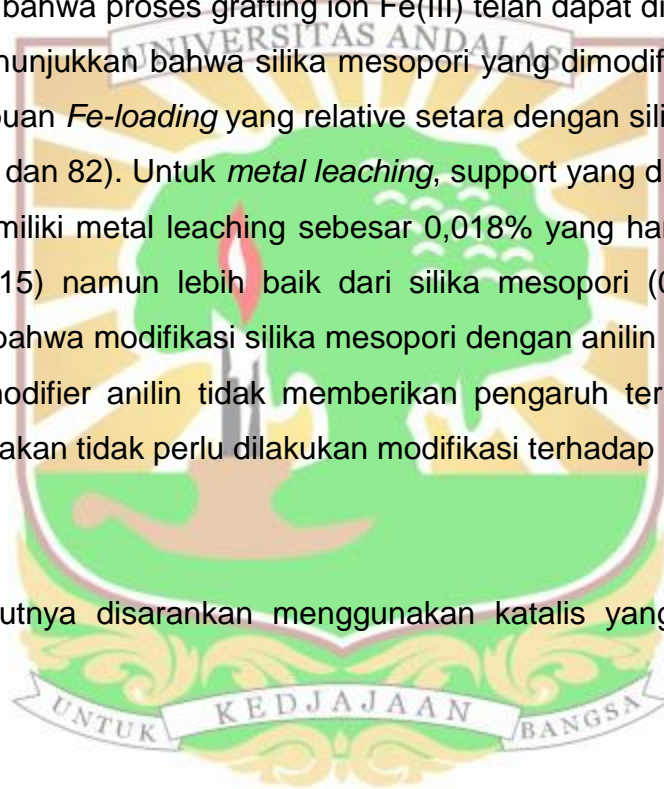 bahwa proses grafting ion Fe(III) telah dapat di
UNIVERSITAS ANDALAS
nunjukkan bahwa silika mesopori yang dimodif
puan Fe-loading yang relative setara dengan sili
dan 82). Untuk metal leaching, support yang d
miliki metal leaching sebesar 0,018% yang har
15) namun lebih baik dari silika mesopori (0
bahwa modifikasi silika mesopori dengan anilin
nodifier anilin tidak memberikan pengaruh ter
akan tidak perlu dilakukan modifikasi terhadap
utnya disarankan menggunakan katalis yang
UNTUK KEDJAJAAN BANGSA